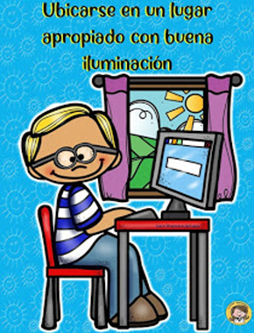 Ubicarse en un lugar
apropiado con buena
iluminación